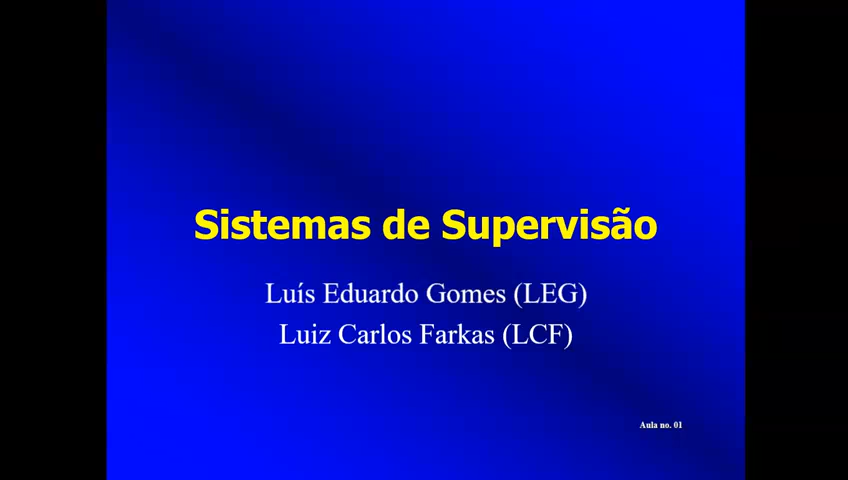 Sistemas de Supervisão
Luís Eduardo Gomes (LEG)
Luiz Carlos Farkas (LCF)
Aula no. 01